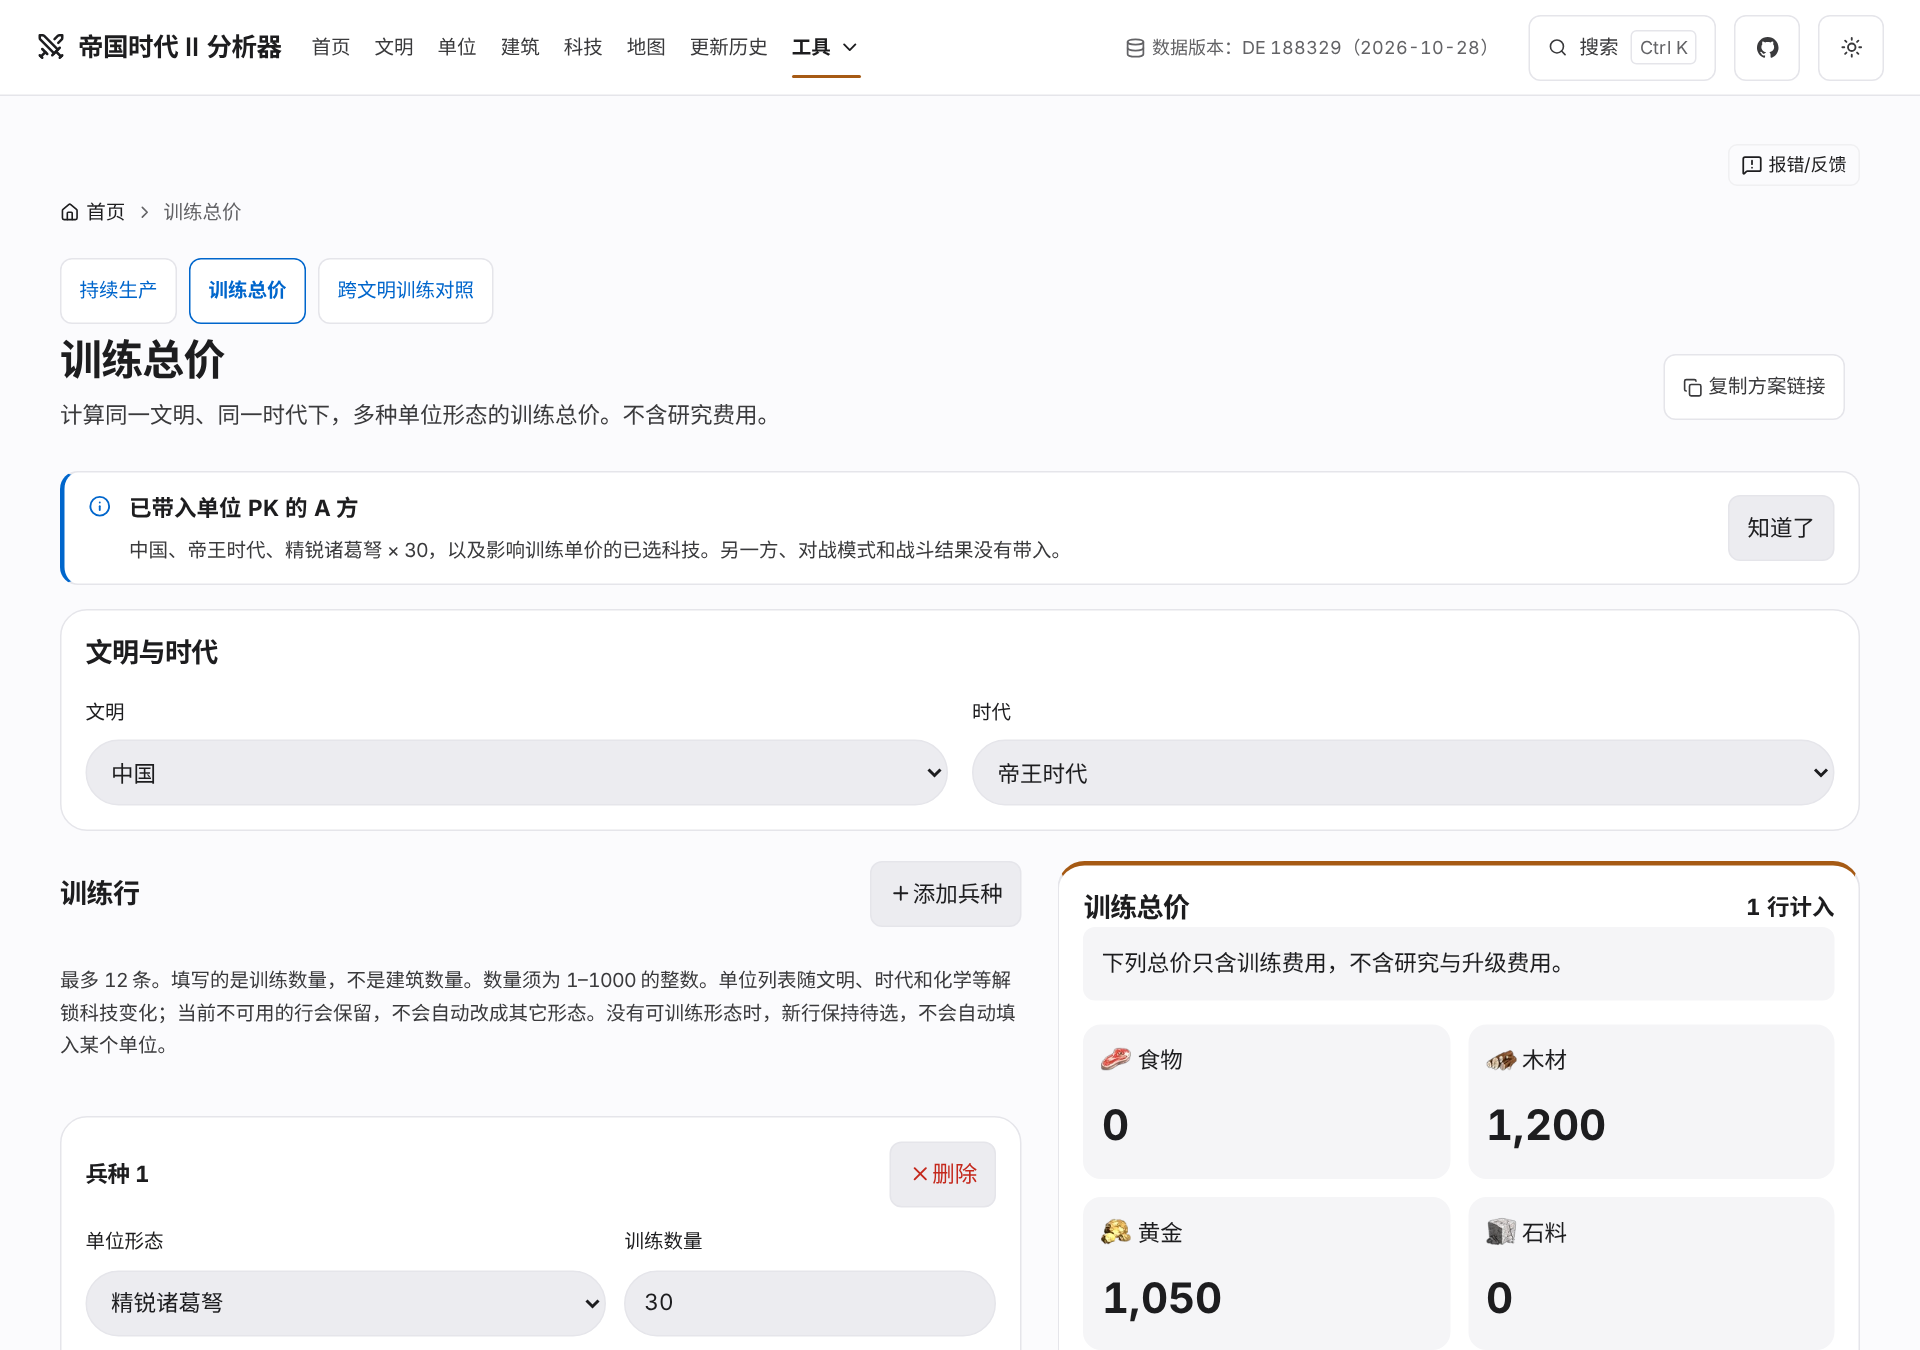 帝国时代 II 分析器
首页
文明
单位
建筑
科技
地图
更新历史
工具
数据版本：DE 188329（2026-10-28）
搜索
Ctrl K
报错/反馈
首页
训练总价
持续生产
训练总价
跨文明训练对照
训练总价
计算同一文明、同一时代下，多种单位形态的训练总价。不含研究费用。
复制方案链接
已带入单位 PK 的 A 方
中国、帝王时代、精锐诸葛弩 × 30，以及影响训练单价的已选科技。另一方、对战模式和战斗结果没有带入。
知道了
文明与时代
文明
中国
时代
帝王时代
训练行
添加兵种
最多 12 条。填写的是训练数量，不是建筑数量。数量须为 1–1000 的整数。单位列表随文明、时代和化学等解
锁科技变化；当前不可用的行会保留，不会自动改成其它形态。没有可训练形态时，新行保持待选，不会自动填
入某个单位。
兵种 1
删除
单位形态
精锐诸葛弩
训练数量
30
训练总价
1 行计入
下列总价只含训练费用，不含研究与升级费用。
食物
0
木材
1,200
黄金
1,050
石料
0